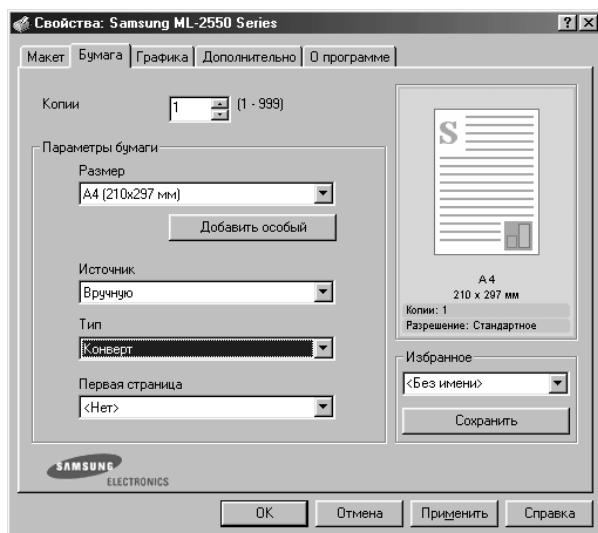 Свойства: Samsung ML-2550 Series
Макет Бумага Графика Дополнительно О программе
Копии 1 (1 - 999)
Параметры бумаги
Размер
A4 (210x297 мм)
Добавить особый
Источник
Вручную
Тип
Конверт
Первая страница
<Нет>
S
A4
210 x 297 мм
Копии: 1
Разрешение: Стандартное
Избранное
<Без имени>
Сохранить
SAMSUNG
ELECTRONICS
OK Отмена Применить Справка